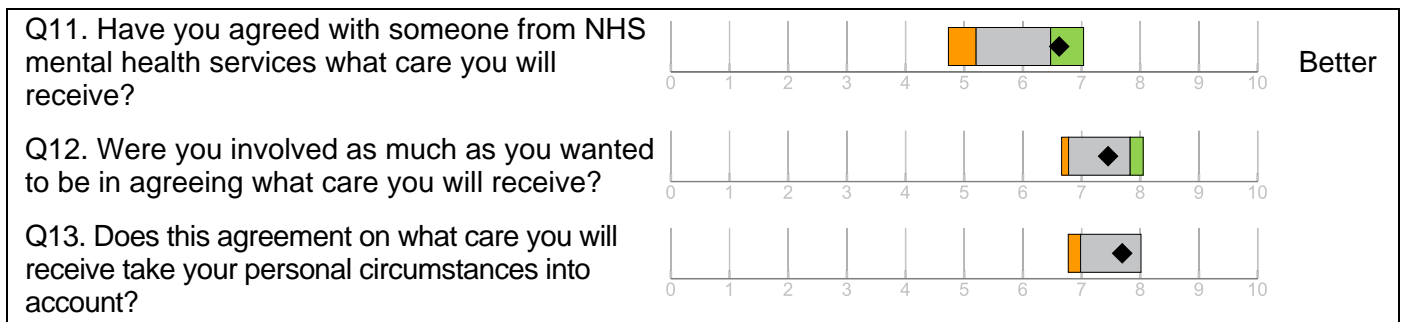 Q11. Have you agreed with someone from NHS
mental health services what care you will
receive?
0 1 2 3 4 5 6 7 8 9 10
Better
Q12. Were you involved as much as you wanted
to be in agreeing what care you will receive?
0 1 2 3 4 5 6 7 8 9 10
Q13. Does this agreement on what care you will
receive take your personal circumstances into
account?
0 1 2 3 4 5 6 7 8 9 10